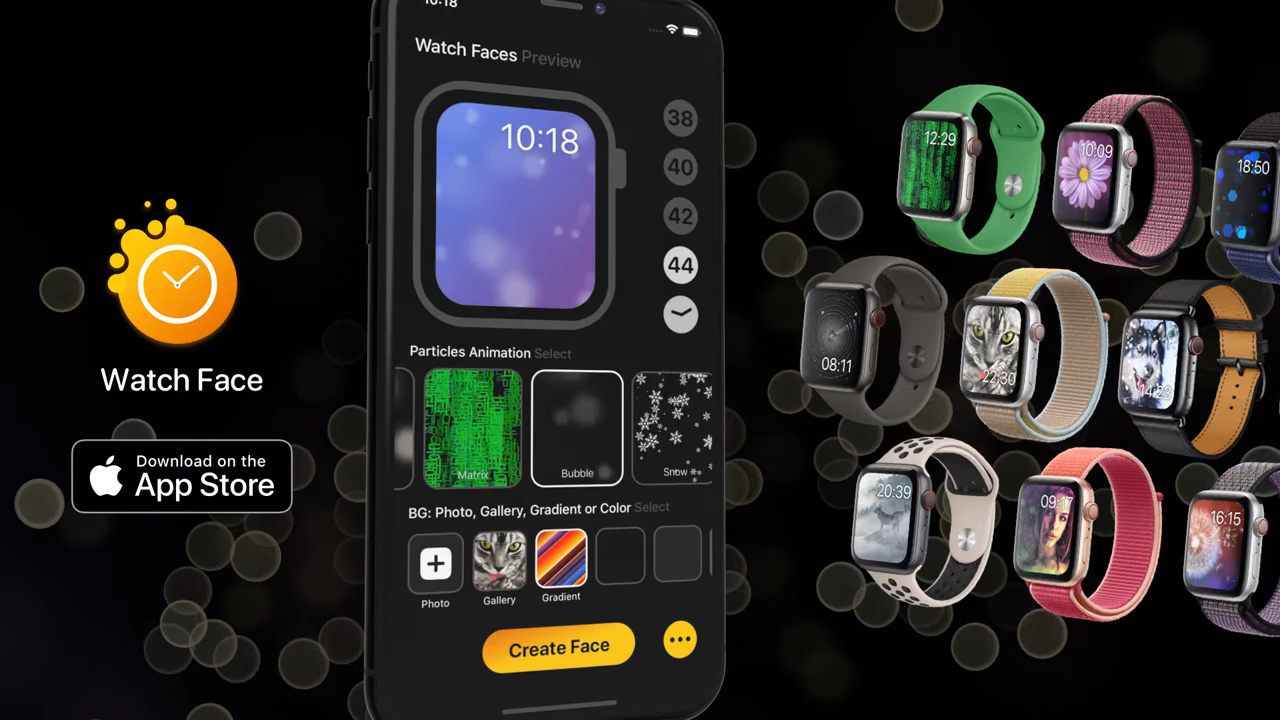 Watch Face
Download on the
App Store
10:18
Watch Faces Preview
10:18
38
40
42
44
Particles Animation Select
Matrix
Bubble
Snow
BG: Photo, Gallery, Gradient or Color Select
Photo
Gallery
Gradient
Create Face
12:29
10:09
18:50
08:11
22:30
14:23
20:39
09:17
16:15